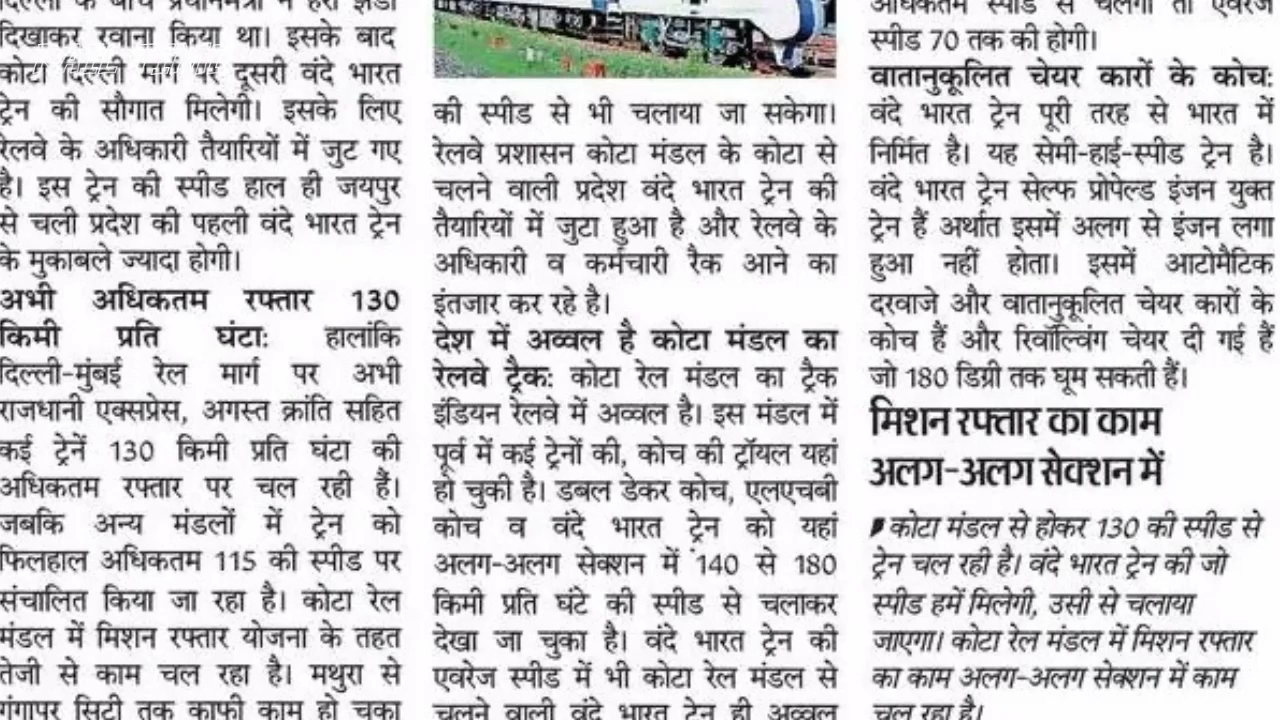 दिल्ली के बीच प्रधानमंत्री ने हरी झंडी
दिखाकर रवाना किया था। इसके बाद
कोटा दिल्ली मार्ग पर दूसरी वंदे भारत
ट्रेन की सौगात मिलेगी। इसके लिए
रेलवे के अधिकारी तैयारियों में जुट गए
है। इस ट्रेन की स्पीड हाल ही जयपुर
से चली प्रदेश की पहली वंदे भारत ट्रेन
के मुकाबले ज्यादा होगी।
अभी अधिकतम रफ्तार 130
किमी प्रति घंटा: हालांकि
दिल्ली-मुंबई रेल मार्ग पर अभी
राजधानी एक्सप्रेस, अगस्त क्रांति सहित
कई ट्रेनें 130 किमी प्रति घंटा की
अधिकतम रफ्तार पर चल रही हैं।
जबकि अन्य मंडलों में ट्रेन को
फिलहाल अधिकतम 115 की स्पीड पर
संचालित किया जा रहा है। कोटा रेल
मंडल में मिशन रफ्तार योजना के तहत
तेजी से काम चल रहा है। मथुरा से
गंगापुर सिटी तक काफी काम हो चुका
की स्पीड से भी चलाया जा सकेगा।
रेलवे प्रशासन कोटा मंडल के कोटा से
चलने वाली प्रदेश वंदे भारत ट्रेन की
तैयारियों में जुटा हुआ है और रेलवे के
अधिकारी व कर्मचारी रैक आने का
इंतजार कर रहे है।
देश में अव्वल है कोटा मंडल का
रेलवे ट्रैक: कोटा रेल मंडल का ट्रैक
इंडियन रेलवे में अव्वल है। इस मंडल में
पूर्व में कई ट्रेनों की, कोच की ट्रॉयल यहां
हो चुकी है। डबल डेकर कोच, एलएचबी
कोच व वंदे भारत ट्रेन को यहां
अलग-अलग सेक्शन में 140 से 180
किमी प्रति घंटे की स्पीड से चलाकर
देखा जा चुका है। वंदे भारत ट्रेन की
एवरेज स्पीड में भी कोटा रेल मंडल से
चलने वाली वंदे भारत ट्रेन ही अव्वल
अधिकतम स्पीड से चलेगी तो एवरेज
स्पीड 70 तक की होगी।
वातानुकूलित चेयर कारों के कोच:
वंदे भारत ट्रेन पूरी तरह से भारत में
निर्मित है। यह सेमी-हाई-स्पीड ट्रेन है।
वंदे भारत ट्रेन सेल्फ प्रोपेल्ड इंजन युक्त
ट्रेन हैं अर्थात इसमें अलग से इंजन लगा
हुआ नहीं होता। इसमें आटोमैटिक
दरवाजे और वातानुकूलित चेयर कारों के
कोच हैं और रिवॉल्विंग चेयर दी गई हैं
जो 180 डिग्री तक घूम सकती हैं।
मिशन रफ्तार का काम
अलग-अलग सेक्शन में
कोटा मंडल से होकर 130 की स्पीड से
ट्रेन चल रही है। वंदे भारत ट्रेन की जो
स्पीड हमें मिलेगी, उसी से चलाया
जाएगा। कोटा रेल मंडल में मिशन रफ्तार
का काम अलग-अलग सेक्शन में काम
चल रहा है।